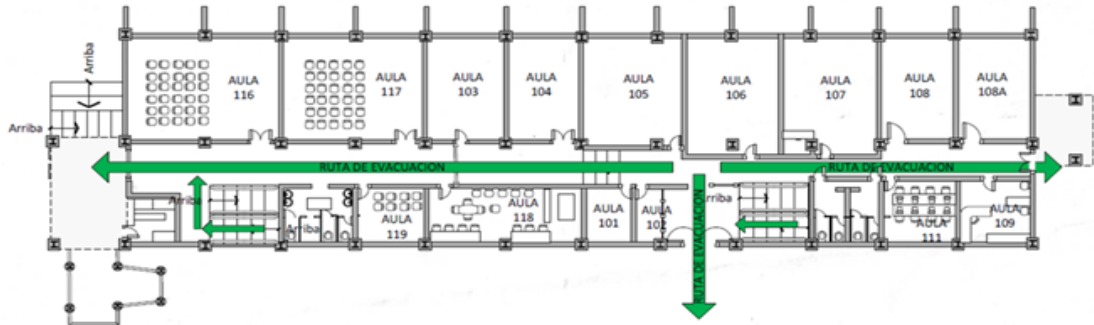 Arriba
Arriba
AULA
116
AULA
117
AULA
103
AULA
104
AULA
105
AULA
106
AULA
107
AULA
108
AULA
108A
RUTA DE EVACUACION
RUTA DE EVACUACION
RUTA DE EVACUACION
Arriba
Arriba
AULA
119
AULA
118
AULA
101
AULA
102
Arriba
AULA
111
AULA
109